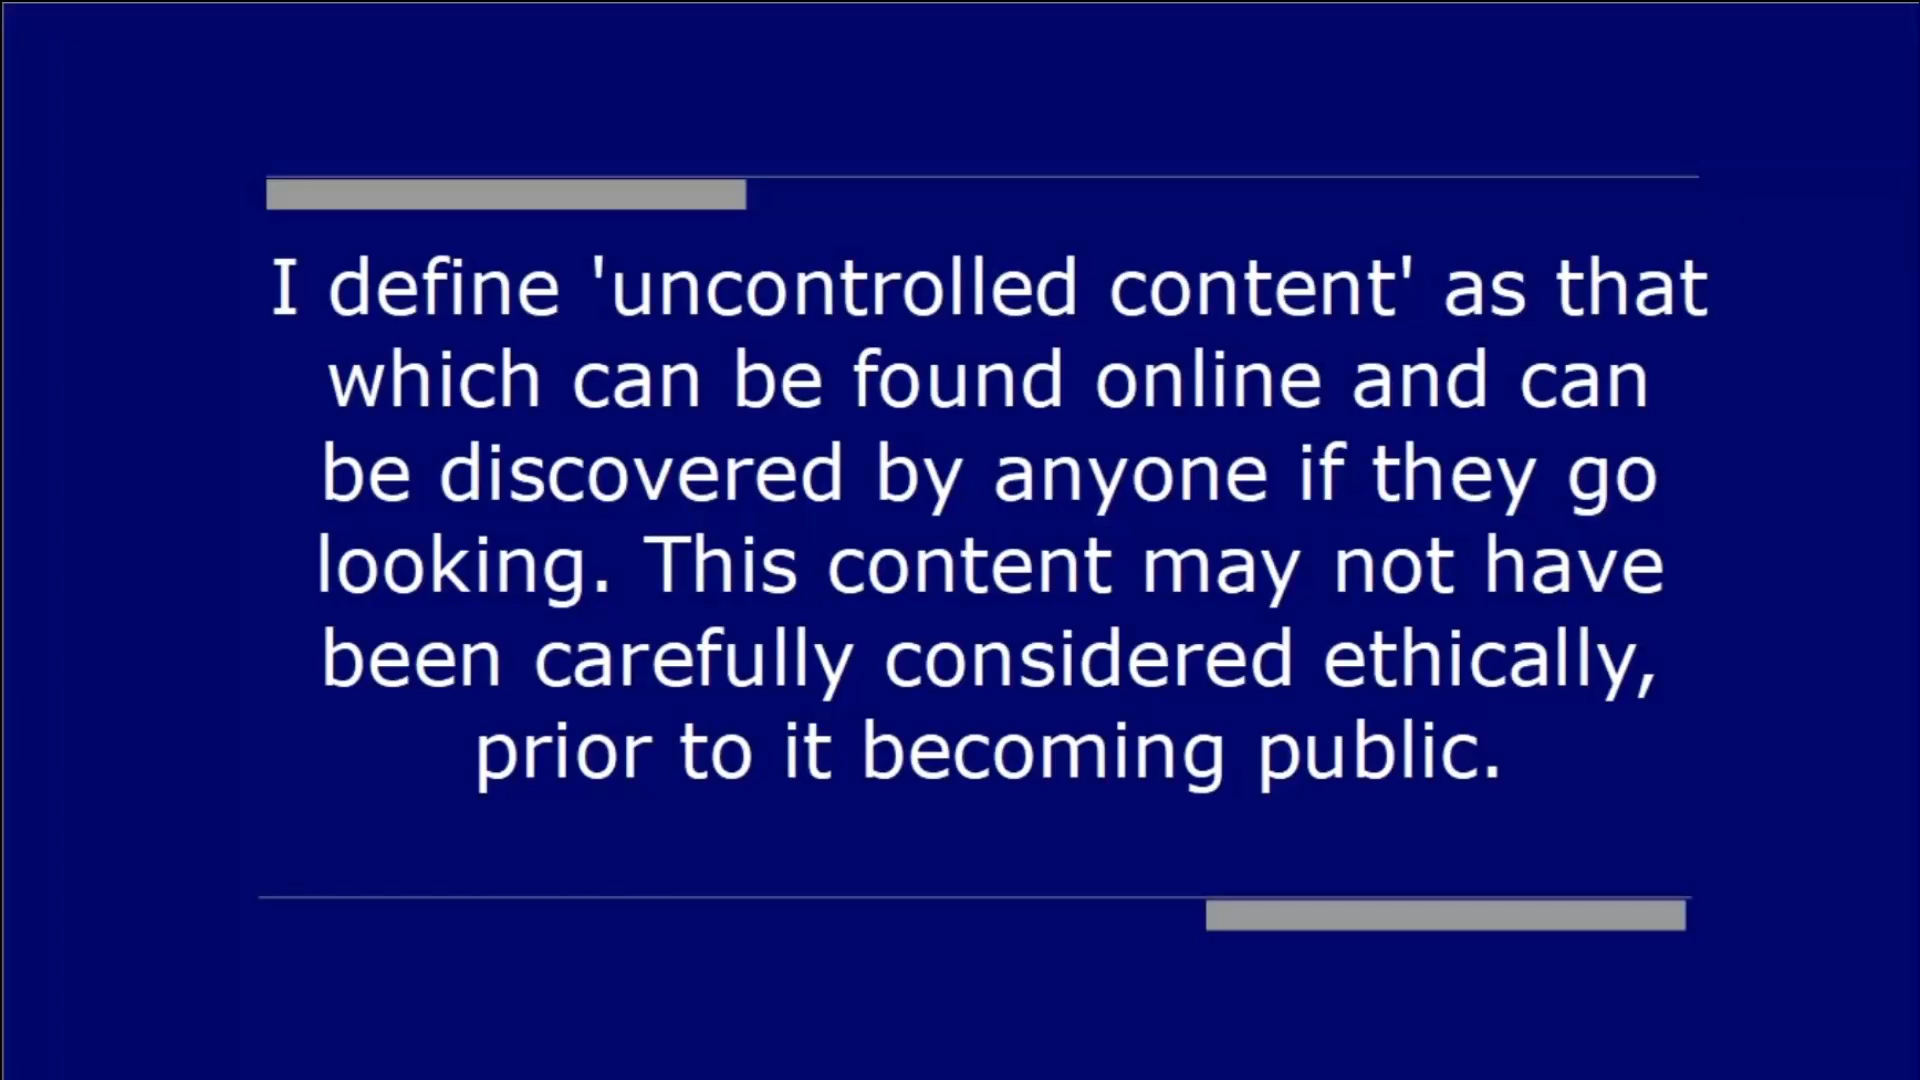 I define 'uncontrolled content' as that
which can be found online and can
be discovered by anyone if they go
looking. This content may not have
been carefully considered ethically,
prior to it becoming public.